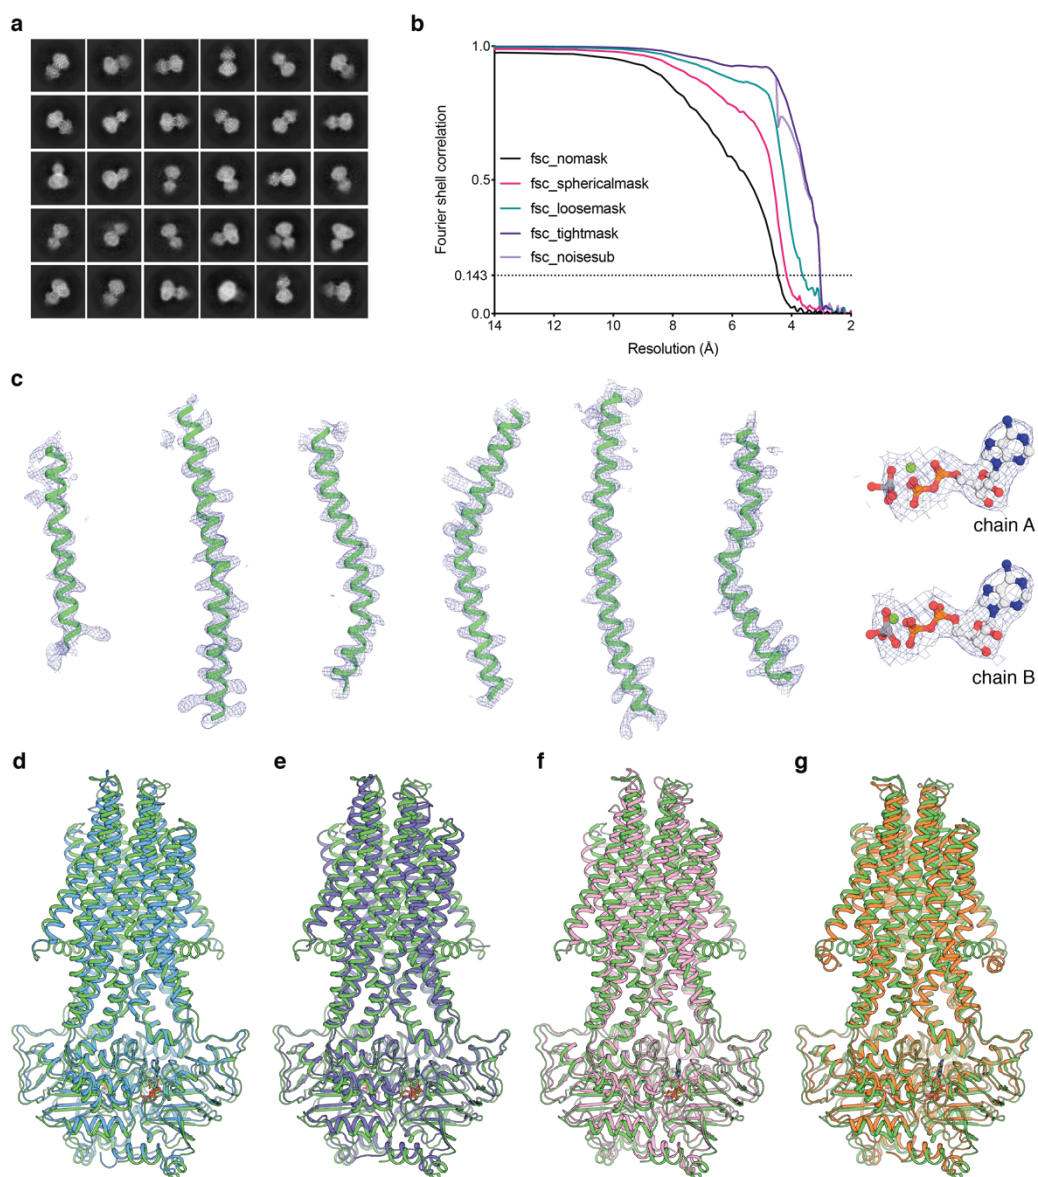 a
b
Fourier shell correlation
1.0
0.5
0.143
0.0
fsc_nomask
fsc_sphericalmask
fsc_loosemask
fsc_tightmask
fsc_noisesub
14 12 10 8 6 4 2
Resolution (Å)
c
chain A
chain B
d e f g